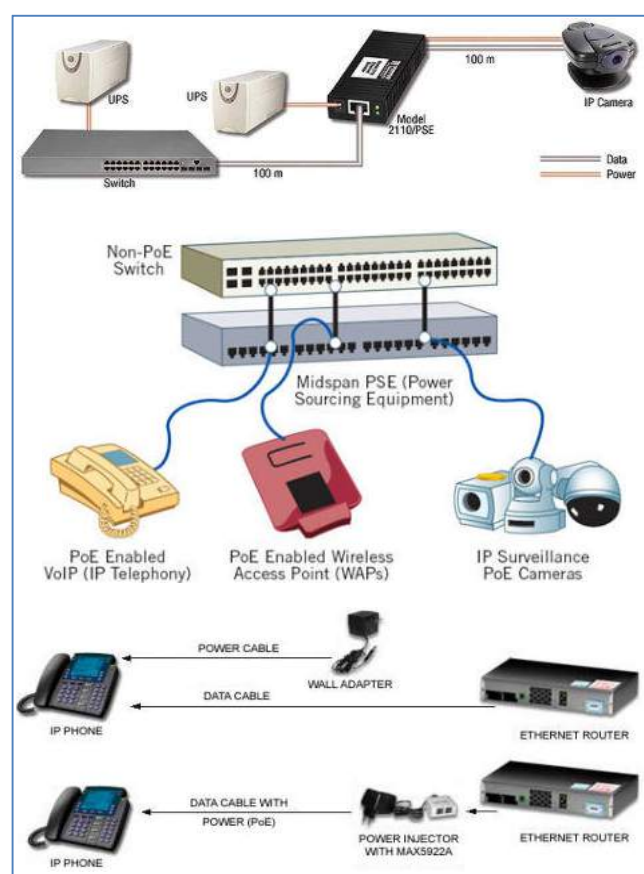 UPS
UPS
100 m
IP Camera
Model
2110/PSE
Switch
100 m
Data
Power
Non-PoE
Switch
Midspan PSE (Power
Sourcing Equipment)
PoE Enabled
VoIP (IP Telephony)
PoE Enabled Wireless
Access Point (WAPs)
IP Surveillance
PoE Cameras
POWER CABLE
WALL ADAPTER
DATA CABLE
IP PHONE
ETHERNET ROUTER
DATA CABLE WITH
POWER (PoE)
POWER INJECTOR
WITH MAX5922A
IP PHONE
ETHERNET ROUTER